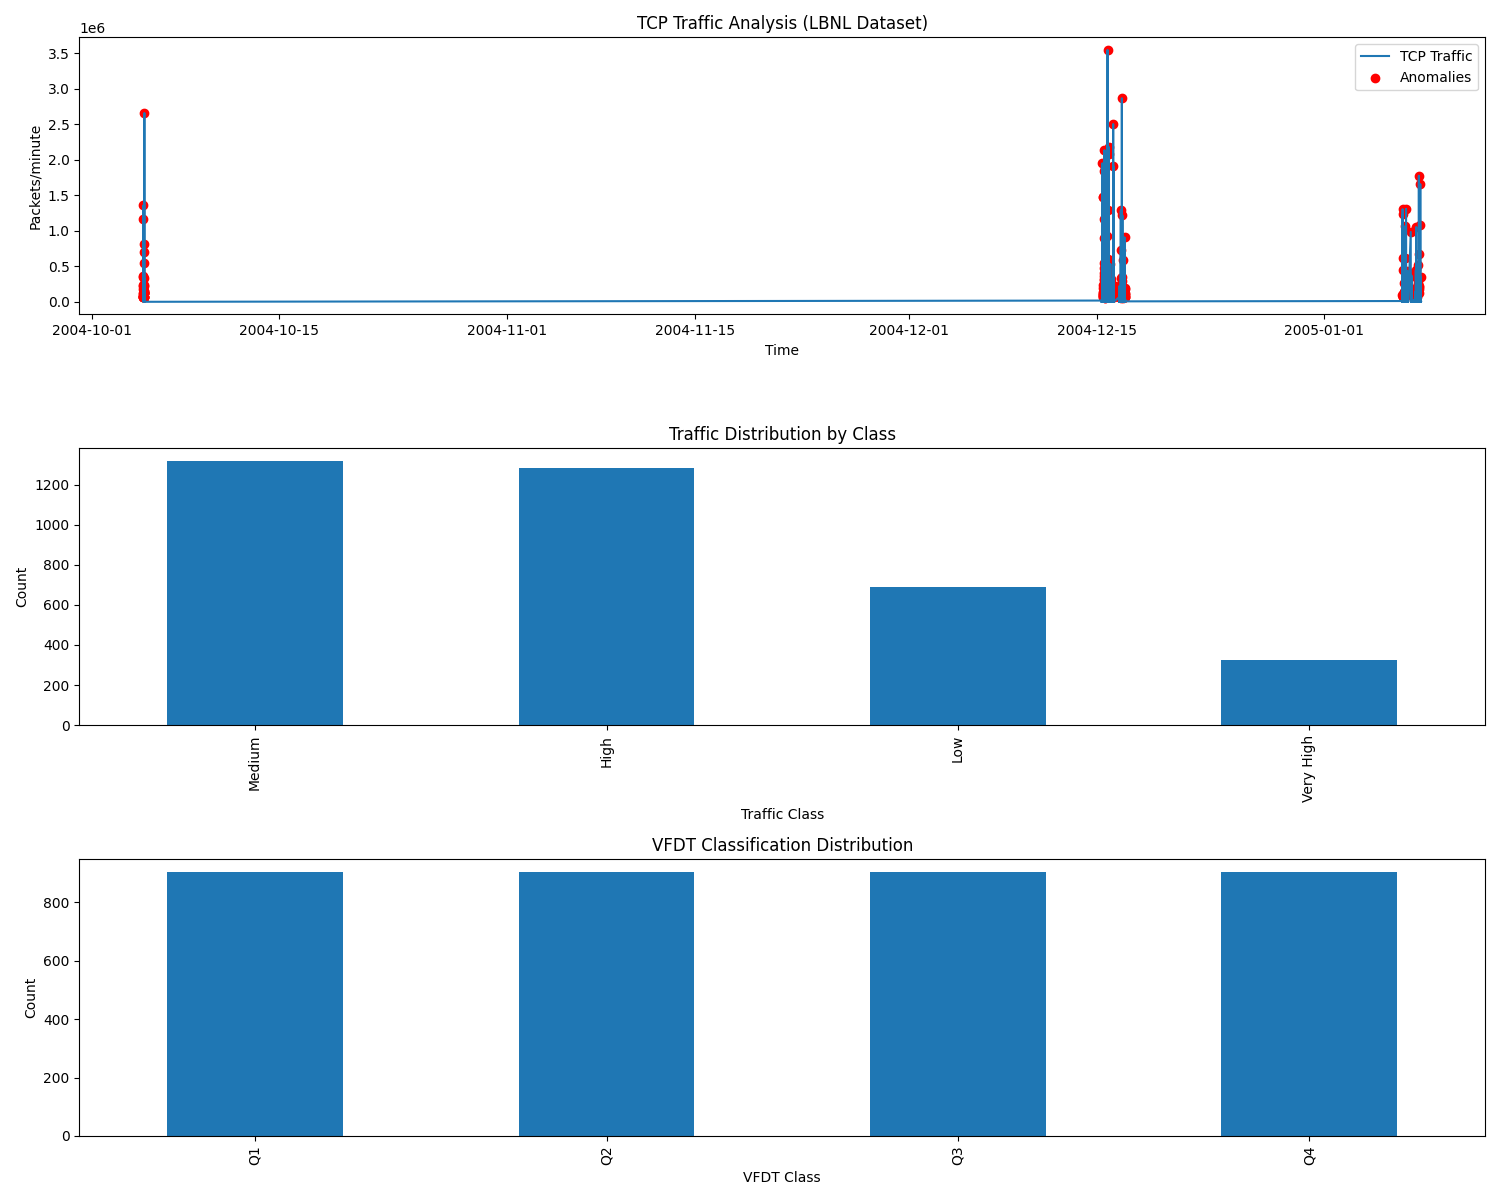 TCP Traffic Analysis (LBNL Dataset)
1e6
3.5
3.0
2.5
2.0
1.5
1.0
0.5
0.0
Packets/minute
TCP Traffic
Anomalies
2004-10-01 2004-10-15 2004-11-01 2004-11-15 2004-12-01 2004-12-15 2005-01-01
Time
Traffic Distribution by Class
1200
1000
800
600
400
200
0
Count
Medium High Low Very High
Traffic Class
VFDT Classification Distribution
800
600
400
200
0
Count
Q1 Q2 Q3 Q4
VFDT Class